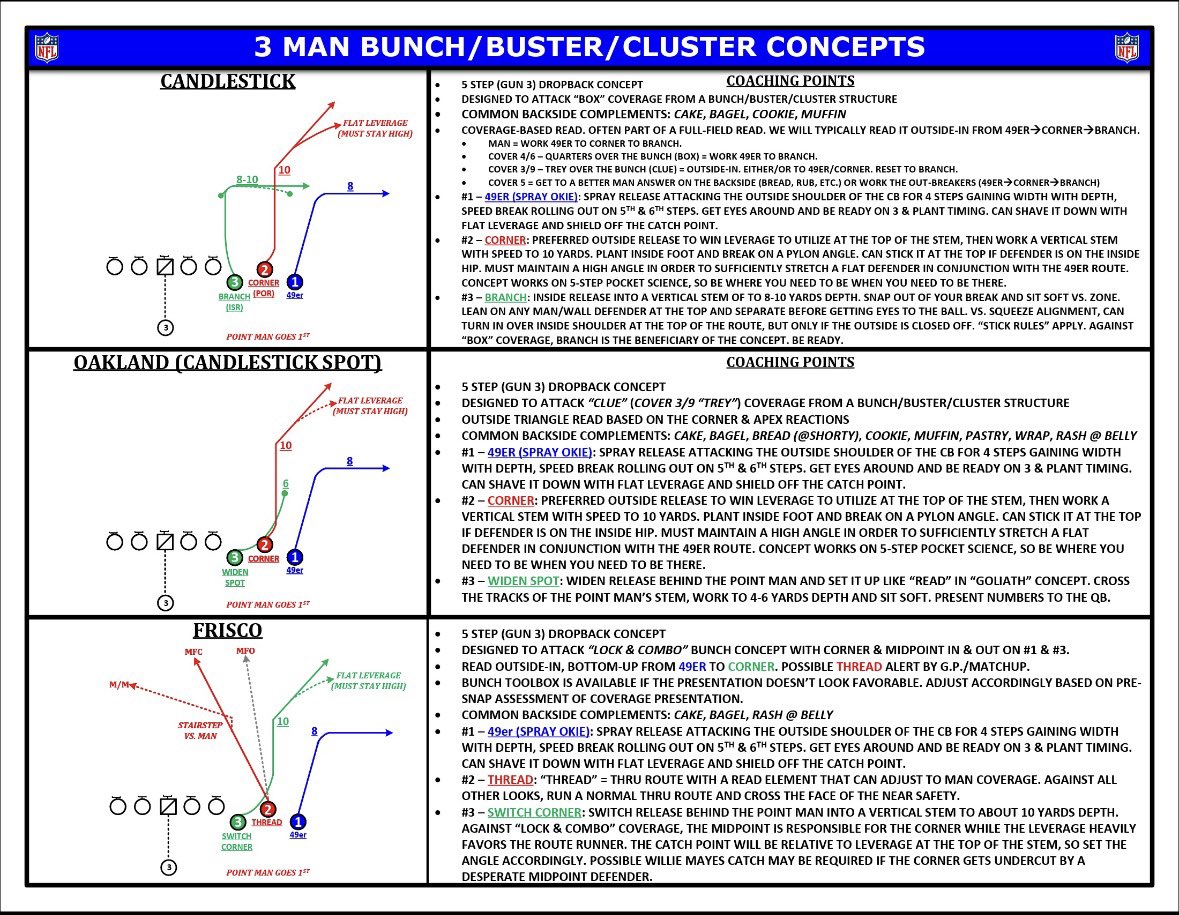 3 MAN BUNCH/BUSTER/CLUSTER CONCEPTS
NFL
NFL
CANDLESTICK
FLAT LEVERAGE
(MUST STAY HIGH)
10
8-10
8
3
2
1
BRANCH
(ISR)
CORNER
(POR)
49er
3
POINT MAN GOES 1ST
COACHING POINTS
• 5 STEP (GUN 3) DROPBACK CONCEPT
• DESIGNED TO ATTACK “BOX” COVERAGE FROM A BUNCH/BUSTER/CLUSTER STRUCTURE
• COMMON BACKSIDE COMPLEMENTS: CAKE, BAGEL, COOKIE, MUFFIN
• COVERAGE-BASED READ. OFTEN PART OF A FULL-FIELD READ. WE WILL TYPICALLY READ IT OUTSIDE-IN FROM 49ER→CORNER→BRANCH.
• MAN = WORK 49ER TO CORNER TO BRANCH.
• COVER 4/6 – QUARTERS OVER THE BUNCH (BOX) = WORK 49ER TO BRANCH.
• COVER 3/9 – TREY OVER THE BUNCH (CLUE) = OUTSIDE-IN. EITHER/OR TO 49ER/CORNER. RESET TO BRANCH.
• COVER 5 = GET TO A BETTER MAN ANSWER ON THE BACKSIDE (BREAD, RUB, ETC.) OR WORK THE OUT-BREAKERS (49ER→CORNER→BRANCH)
• #1 – 49ER (SPRAY OKIE): SPRAY RELEASE ATTACKING THE OUTSIDE SHOULDER OF THE CB FOR 4 STEPS GAINING WIDTH WITH DEPTH,
SPEED BREAK ROLLING OUT ON 5TH & 6TH STEPS. GET EYES AROUND AND BE READY ON 3 & PLANT TIMING. CAN SHAVE IT DOWN WITH
FLAT LEVERAGE AND SHIELD OFF THE CATCH POINT.
• #2 – CORNER: PREFERRED OUTSIDE RELEASE TO WIN LEVERAGE TO UTILIZE AT THE TOP OF THE STEM, THEN WORK A VERTICAL STEM
WITH SPEED TO 10 YARDS. PLANT INSIDE FOOT AND BREAK ON A PYLON ANGLE. CAN STICK IT AT THE TOP IF DEFENDER IS ON THE INSIDE
HIP. MUST MAINTAIN A HIGH ANGLE IN ORDER TO SUFFICIENTLY STRETCH A FLAT DEFENDER IN CONJUNCTION WITH THE 49ER ROUTE.
CONCEPT WORKS ON 5-STEP POCKET SCIENCE, SO BE WHERE YOU NEED TO BE WHEN YOU NEED TO BE THERE.
• #3 – BRANCH: INSIDE RELEASE INTO A VERTICAL STEM OF TO 8-10 YARDS DEPTH. SNAP OUT OF YOUR BREAK AND SIT SOFT VS. ZONE.
LEAN ON ANY MAN/WALL DEFENDER AT THE TOP AND SEPARATE BEFORE GETTING EYES TO THE BALL. VS. SQUEEZE ALIGNMENT, CAN
TURN IN OVER INSIDE SHOULDER AT THE TOP OF THE ROUTE, BUT ONLY IF THE OUTSIDE IS CLOSED OFF. “STICK RULES” APPLY. AGAINST
“BOX” COVERAGE, BRANCH IS THE BENEFICIARY OF THE CONCEPT. BE READY.
OAKLAND (CANDLESTICK SPOT)
FLAT LEVERAGE
(MUST STAY HIGH)
10
8
6
3
2
1
CORNER
WIDEN
SPOT
49er
3
POINT MAN GOES 1ST
COACHING POINTS
• 5 STEP (GUN 3) DROPBACK CONCEPT
• DESIGNED TO ATTACK “CLUE” (COVER 3/9 “TREY”) COVERAGE FROM A BUNCH/BUSTER/CLUSTER STRUCTURE
• OUTSIDE TRIANGLE READ BASED ON THE CORNER & APEX REACTIONS
• COMMON BACKSIDE COMPLEMENTS: CAKE, BAGEL, BREAD (@SHORTY), COOKIE, MUFFIN, PASTRY, WRAP, RASH @ BELLY
• #1 – 49ER (SPRAY OKIE): SPRAY RELEASE ATTACKING THE OUTSIDE SHOULDER OF THE CB FOR 4 STEPS GAINING WIDTH
WITH DEPTH, SPEED BREAK ROLLING OUT ON 5TH & 6TH STEPS. GET EYES AROUND AND BE READY ON 3 & PLANT TIMING.
CAN SHAVE IT DOWN WITH FLAT LEVERAGE AND SHIELD OFF THE CATCH POINT.
• #2 – CORNER: PREFERRED OUTSIDE RELEASE TO WIN LEVERAGE TO UTILIZE AT THE TOP OF THE STEM, THEN WORK A
VERTICAL STEM WITH SPEED TO 10 YARDS. PLANT INSIDE FOOT AND BREAK ON A PYLON ANGLE. CAN STICK IT AT THE TOP
IF DEFENDER IS ON THE INSIDE HIP. MUST MAINTAIN A HIGH ANGLE IN ORDER TO SUFFICIENTLY STRETCH A FLAT
DEFENDER IN CONJUNCTION WITH THE 49ER ROUTE. CONCEPT WORKS ON 5-STEP POCKET SCIENCE, SO BE WHERE YOU
NEED TO BE WHEN YOU NEED TO BE THERE.
• #3 – WIDEN SPOT: WIDEN RELEASE BEHIND THE POINT MAN AND SET IT UP LIKE “READ” IN “GOLIATH” CONCEPT. CROSS
THE TRACKS OF THE POINT MAN’S STEM, WORK TO 4-6 YARDS DEPTH AND SIT SOFT. PRESENT NUMBERS TO THE QB.
FRISCO
MFC
MFO
M/M
FLAT LEVERAGE
(MUST STAY HIGH)
STAIRSTEP
VS. MAN
10
8
2
3
1
THREAD
SWITCH
CORNER
49er
3
POINT MAN GOES 1ST
• 5 STEP (GUN 3) DROPBACK CONCEPT
• DESIGNED TO ATTACK “LOCK & COMBO” BUNCH CONCEPT WITH CORNER & MIDPOINT IN & OUT ON #1 & #3.
• READ OUTSIDE-IN, BOTTOM-UP FROM 49ER TO CORNER. POSSIBLE THREAD ALERT BY G.P./MATCHUP.
• BUNCH TOOLBOX IS AVAILABLE IF THE PRESENTATION DOESN’T LOOK FAVORABLE. ADJUST ACCORDINGLY BASED ON PRE-
SNAP ASSESSMENT OF COVERAGE PRESENTATION.
• COMMON BACKSIDE COMPLEMENTS: CAKE, BAGEL, RASH @ BELLY
• #1 – 49er (SPRAY OKIE): SPRAY RELEASE ATTACKING THE OUTSIDE SHOULDER OF THE CB FOR 4 STEPS GAINING WIDTH
WITH DEPTH, SPEED BREAK ROLLING OUT ON 5TH & 6TH STEPS. GET EYES AROUND AND BE READY ON 3 & PLANT TIMING.
CAN SHAVE IT DOWN WITH FLAT LEVERAGE AND SHIELD OFF THE CATCH POINT.
• #2 – THREAD: “THREAD” = THRU ROUTE WITH A READ ELEMENT THAT CAN ADJUST TO MAN COVERAGE. AGAINST ALL
OTHER LOOKS, RUN A NORMAL THRU ROUTE AND CROSS THE FACE OF THE NEAR SAFETY.
• #3 – SWITCH CORNER: SWITCH RELEASE BEHIND THE POINT MAN INTO A VERTICAL STEM TO ABOUT 10 YARDS DEPTH.
AGAINST “LOCK & COMBO” COVERAGE, THE MIDPOINT IS RESPONSIBLE FOR THE CORNER WHILE THE LEVERAGE HEAVILY
FAVORS THE ROUTE RUNNER. THE CATCH POINT WILL BE RELATIVE TO LEVERAGE AT THE TOP OF THE STEM, SO SET THE
ANGLE ACCORDINGLY. POSSIBLE WILLIE MAYES CATCH MAY BE REQUIRED IF THE CORNER GETS UNDERCUT BY A
DESPERATE MIDPOINT DEFENDER.